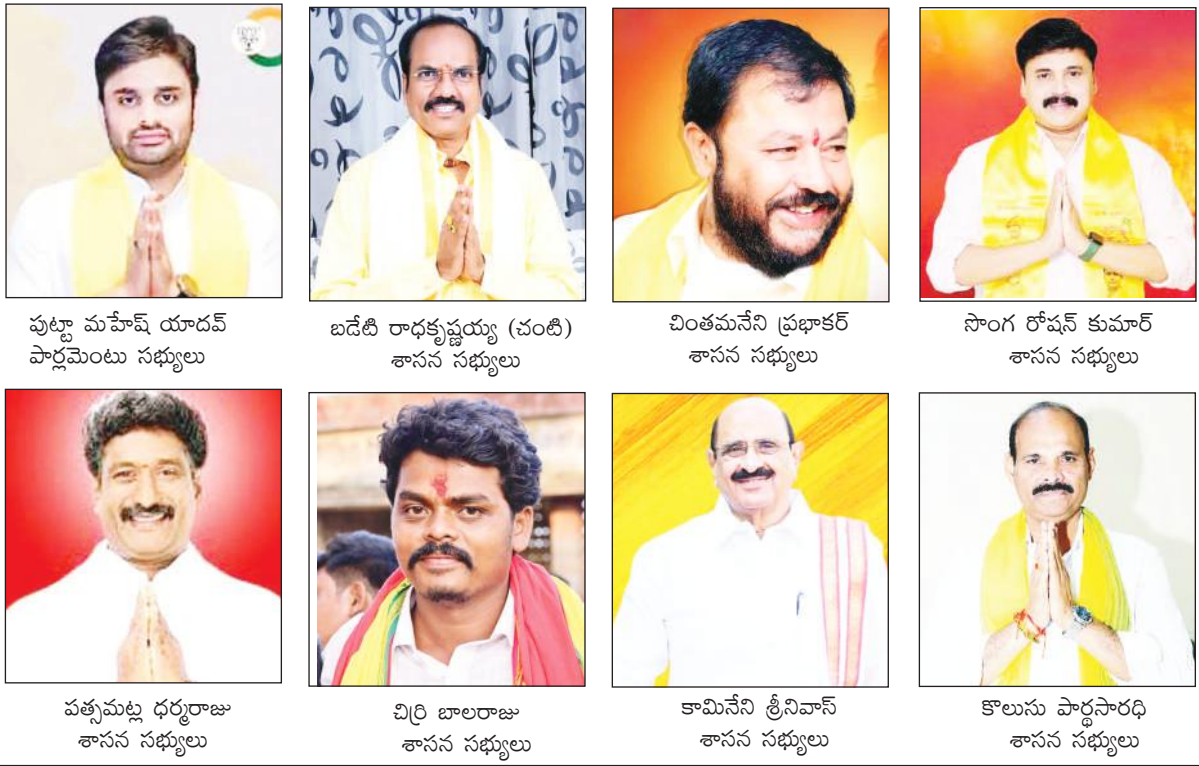 పుట్టా మహేష్ యాదవ్
పార్లమెంటు సభ్యులు
బడేటి రాధకృష్ణయ్య (చంటి)
శాసన సభ్యులు
చింతమనేని ప్రభాకర్
శాసన సభ్యులు
సొంగ రోషన్ కుమార్
శాసన సభ్యులు
పత్సమట్ల ధర్మరాజు
శాసన సభ్యులు
చిర్రి బాలరాజు
శాసన సభ్యులు
కామినేని శ్రీనివాస్
శాసన సభ్యులు
కొలుసు పార్థసారధి
శాసన సభ్యులు